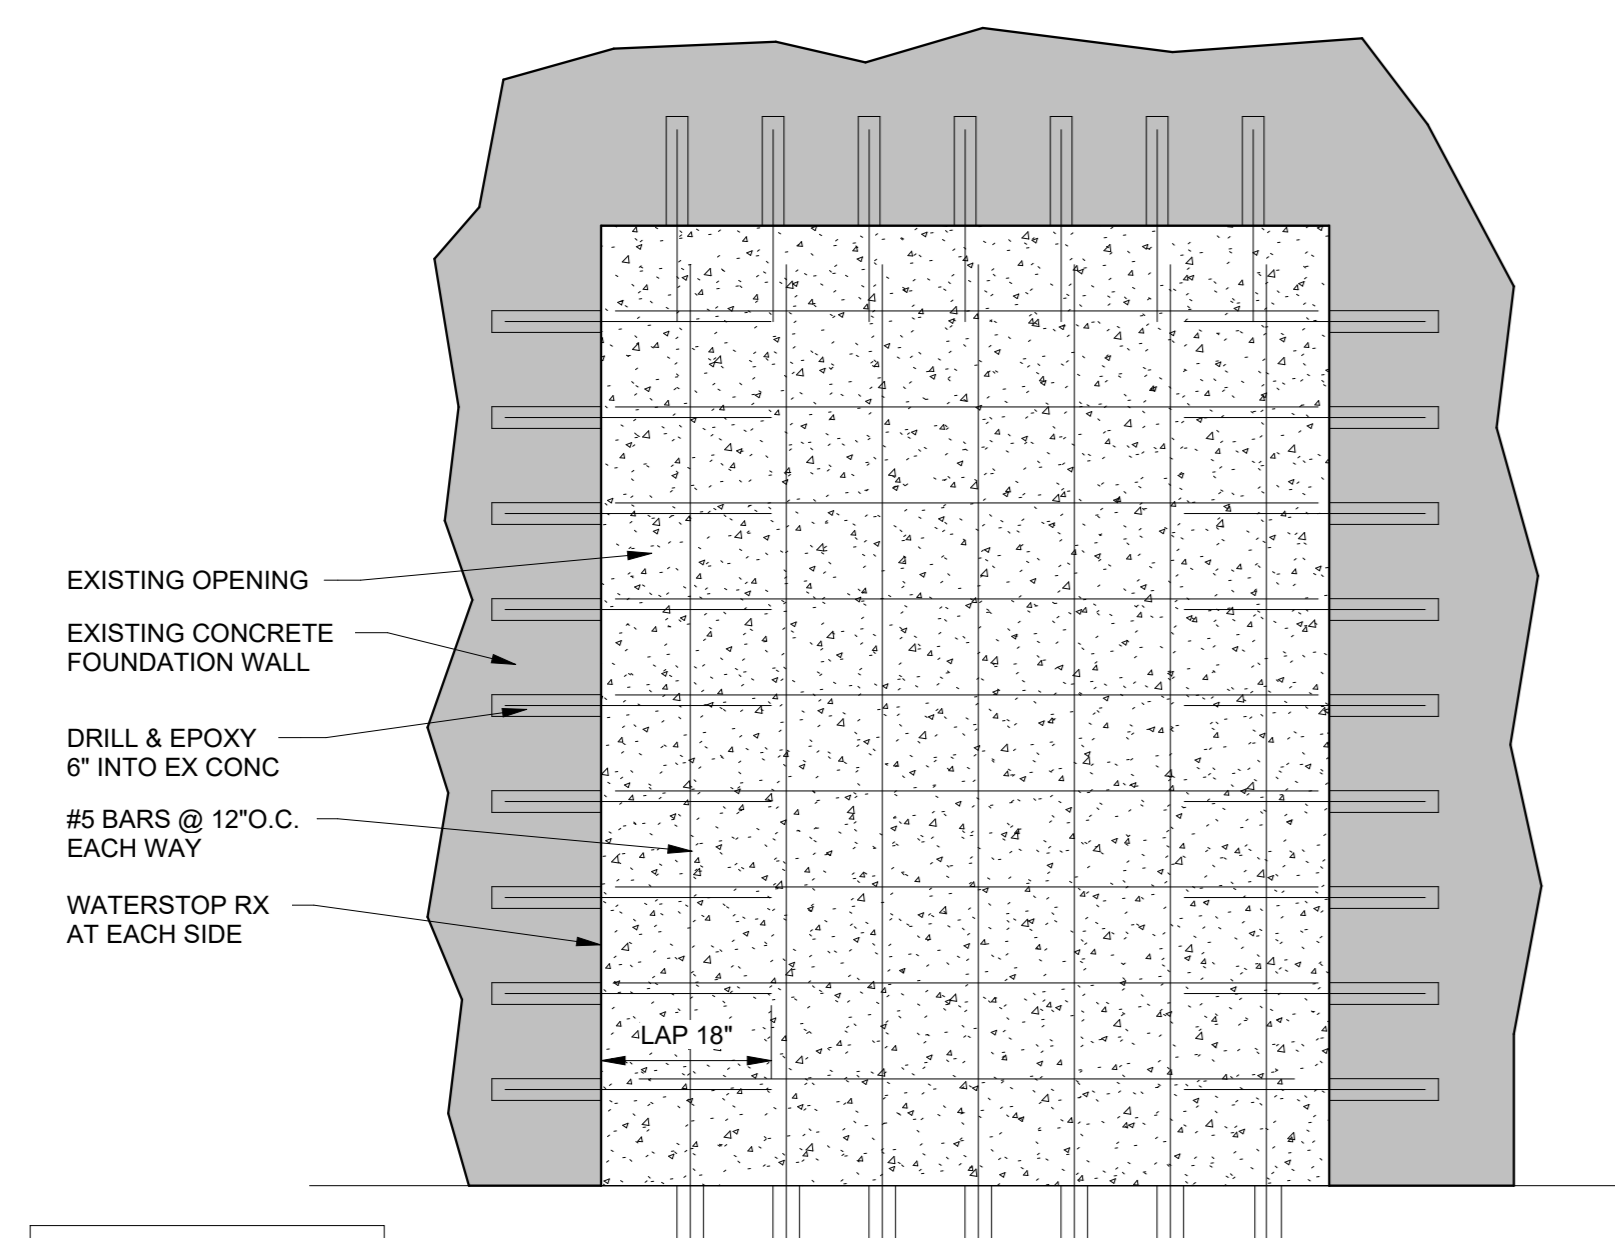 EXISTING OPENING
EXISTING CONCRETE
FOUNDATION WALL
DRILL & EPOXY
6" INTO EX CONC
#5 BARS @ 12"O.C.
EACH WAY
WATERSTOP RX
AT EACH SIDE
LAP 18"